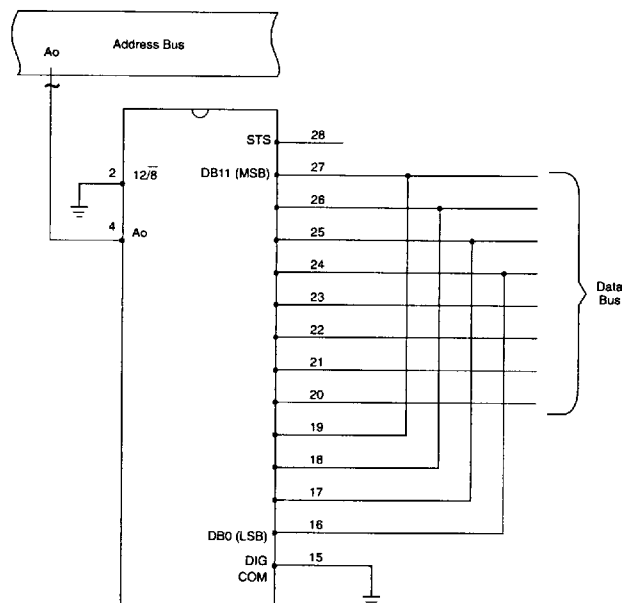 Address Bus
Ao
STS 28
2 12/8̅ DB11 (MSB) 27
26
4 Ao 25
24
23
22
21
20
19
18
17
DB0 (LSB) 16
DIG COM 15
Data Bus